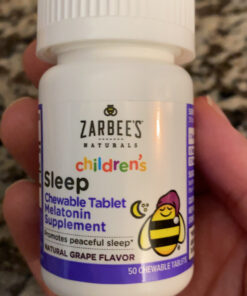 ZARBEE'S
NATURALS
children's
Sleep
Chewable Tablet
Melatonin
Supplement
Promotes peaceful sleep*
NATURAL GRAPE FLAVOR
50 CHEWABLE TABLETS